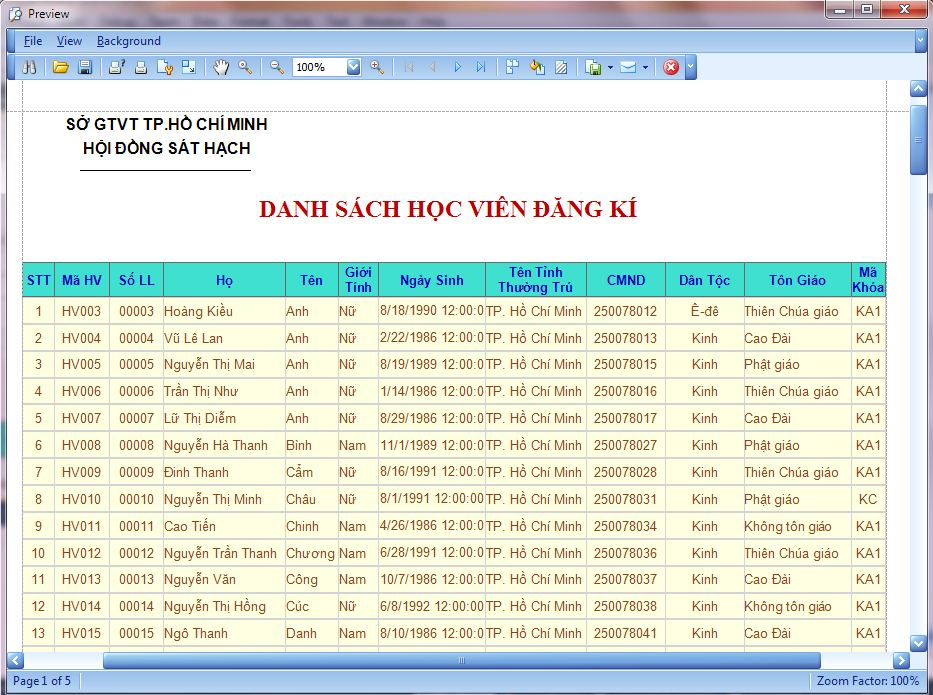 Preview
File View Background
100%
SỞ GTVT TP.HỒ CHÍ MINH
HỘI ĐỒNG SÁT HẠCH
DANH SÁCH HỌC VIÊN ĐĂNG KÍ
STT Mã HV Số LL Họ Tên Giới Tính Ngày Sinh Tên Tỉnh Thường Trú CMND Dân Tộc Tôn Giáo Mã Khóa
1 HV003 00003 Hoàng Kiều Anh Nữ 8/18/1990 12:00:0 TP. Hồ Chí Minh 250078012 Ê-đê Thiên Chúa giáo KA1
2 HV004 00004 Vũ Lê Lan Anh Nữ 2/22/1986 12:00:0 TP. Hồ Chí Minh 250078013 Kinh Cao Đài KA1
3 HV005 00005 Nguyễn Thị Mai Anh Nữ 8/19/1989 12:00:0 TP. Hồ Chí Minh 250078015 Kinh Phật giáo KA1
4 HV006 00006 Trần Thị Như Anh Nữ 1/14/1986 12:00:0 TP. Hồ Chí Minh 250078016 Kinh Thiên Chúa giáo KA1
5 HV007 00007 Lữ Thị Diễm Anh Nữ 8/29/1986 12:00:0 TP. Hồ Chí Minh 250078017 Kinh Cao Đài KA1
6 HV008 00008 Nguyễn Hà Thanh Bình Nam 11/1/1989 12:00:0 TP. Hồ Chí Minh 250078027 Kinh Phật giáo KA1
7 HV009 00009 Đinh Thanh Cẩm Nữ 8/16/1991 12:00:0 TP. Hồ Chí Minh 250078028 Kinh Thiên Chúa giáo KA1
8 HV010 00010 Nguyễn Thị Minh Châu Nữ 8/1/1991 12:00:00 TP. Hồ Chí Minh 250078031 Kinh Phật giáo KC
9 HV011 00011 Cao Tiến Chinh Nam 4/26/1986 12:00:0 TP. Hồ Chí Minh 250078034 Kinh Không tôn giáo KA1
10 HV012 00012 Nguyễn Trần Thanh Chương Nam 6/28/1991 12:00:0 TP. Hồ Chí Minh 250078036 Kinh Thiên Chúa giáo KA1
11 HV013 00013 Nguyễn Văn Công Nam 10/7/1986 12:00:0 TP. Hồ Chí Minh 250078037 Kinh Cao Đài KA1
12 HV014 00014 Nguyễn Thị Hồng Cúc Nữ 6/8/1992 12:00:00 TP. Hồ Chí Minh 250078038 Kinh Không tôn giáo KA1
13 HV015 00015 Ngô Thanh Danh Nam 8/10/1986 12:00:0 TP. Hồ Chí Minh 250078041 Kinh Cao Đài KA1
Page 1 of 5 Zoom Factor: 100%